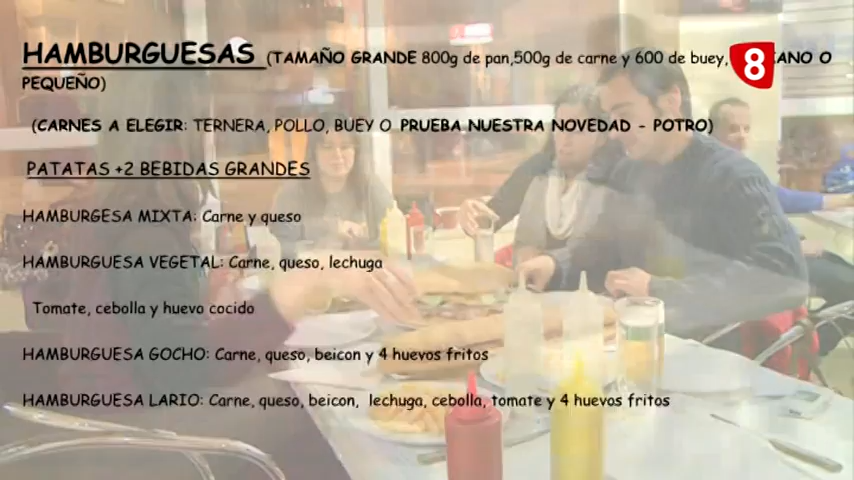 HAMBURGUESAS (TAMAÑO GRANDE 800g de pan,500g de carne y 600 de buey, ANO O
PEQUEÑO)
(CARNES A ELEGIR: TERNERA, POLLO, BUEY O PRUEBA NUESTRA NOVEDAD - POTRO)
PATATAS +2 BEBIDAS GRANDES
HAMBURGESA MIXTA: Carne y queso
HAMBURGUESA VEGETAL: Carne, queso, lechuga
Tomate, cebolla y huevo cocido
HAMBURGUESA GOCHO: Carne, queso, beicon y 4 huevos fritos
HAMBURGUESA LARIO: Carne, queso, beicon, lechuga, cebolla, tomate y 4 huevos fritos
8